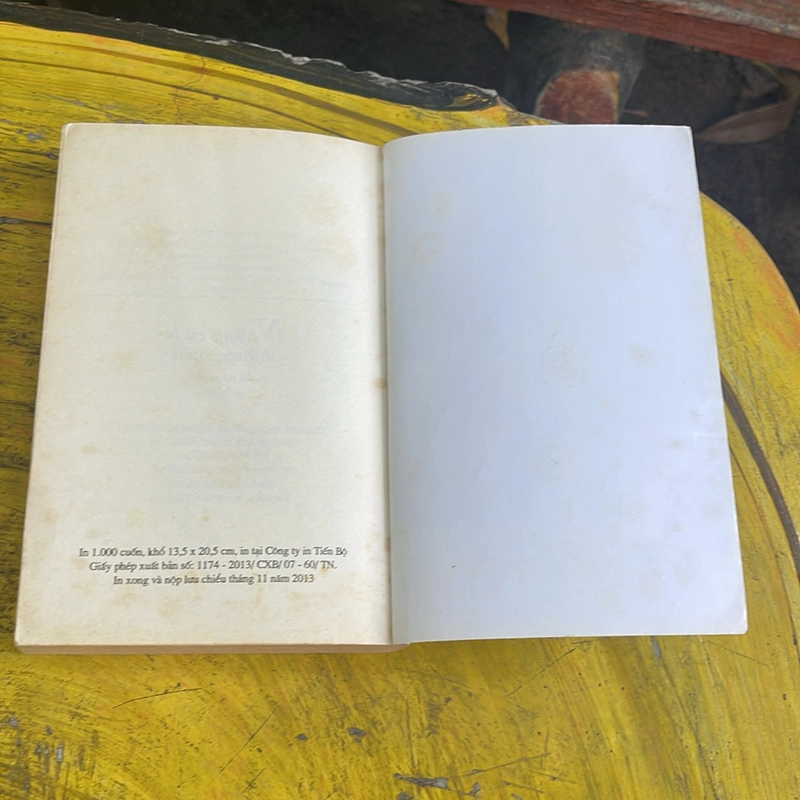 In 1.000 cuốn, khổ 13,5 x 20,5 cm, in tại Công ty in Tiến Bộ
Giấy phép xuất bản số: 1174 - 2013/ CXB/ 07 - 60/ TN.
In xong và nộp lưu chiểu tháng 11 năm 2013